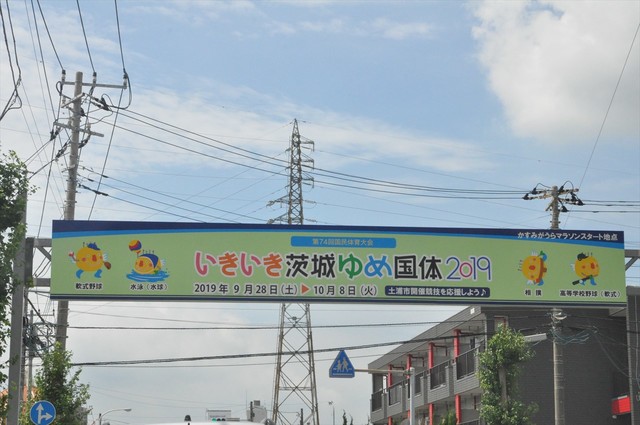 かすみがうらマラソンスタート地点
第74回国民体育大会
いきいき茨城ゆめ国体2019
2019年9月28日(土)▶10月8日(火) 土浦市開催競技を応援しよう♪
軟式野球 水泳(水球) 相撲 高等学校野球(軟式)